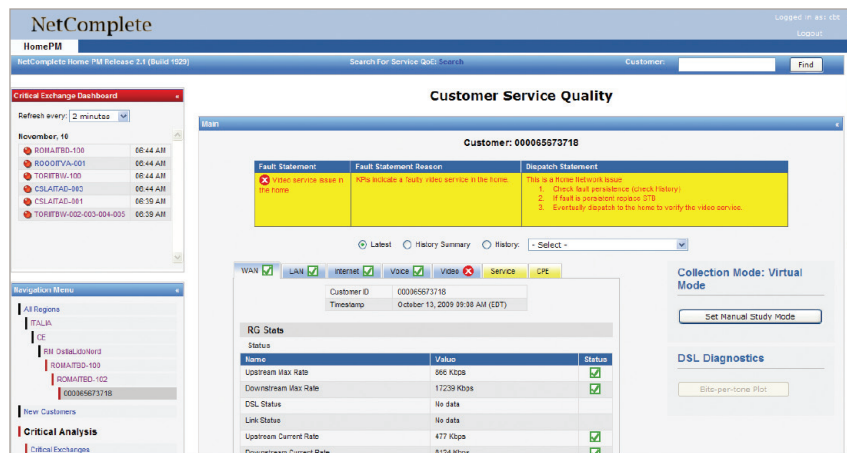 NetComplete
Logged in as: cbt
Logout
HomePM
NetComplete Home PM Release 2.1 (Build 1929)
Search For Service QoE: Search
Customer:
Find
Critical Exchange Dashboard
Refresh every: 2 minutes
November, 10
ROMAITBD-100 06:44 AM
ROOOITVA-001 06:44 AM
TORITBW-100 06:44 AM
CSLAITAD-003 06:44 AM
CSLAITAD-001 06:39 AM
TORITBW-002-003-004-005 06:39 AM
Navigation Menu
All Regions
ITALIA
CE
RM OstiaLidoNord
ROMAITBD-100
ROMAITBD-102
000065673718
New Customers
Critical Analysis
Critical Exchanges
Customer Service Quality
Main
Customer: 000065673718
Fault Statement Fault Statement Reason Dispatch Statement
Video service issue in the home.
KPIs indicate a faulty video service in the home.
This is a Home Network Issue
1. Check fault persistence (check History)
2. If fault is persistent replace STB
3. Eventually dispatch to the home to verify the video service.
Latest History Summary History: - Select -
WAN LAN Internet Voice Video Service CPE
Customer ID 000065673718
Timestamp October 13, 2009 09:08 AM (EDT)
RG Stats
Status
Name Value Status
Upstream Max Rate 866 Kbps
Downstream Max Rate 17239 Kbps
DSL Status No data
Link Status No data
Upstream Current Rate 477 Kbps
Downstream Current Rate 8124 Kbps
Collection Mode: Virtual Mode
Set Manual Study Mode
DSL Diagnostics
Bits-per-tone Plot